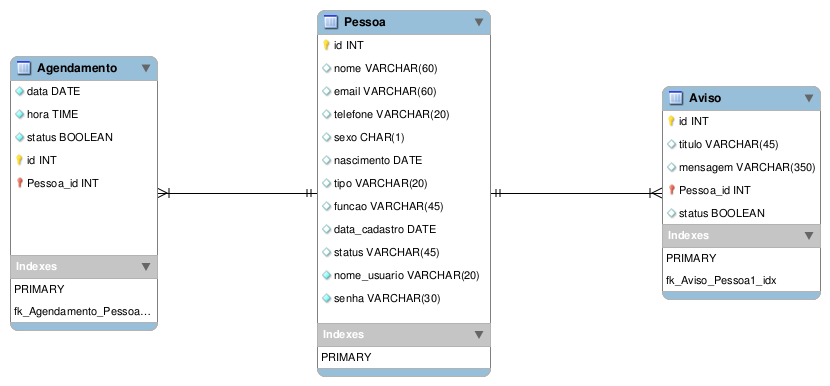 Agendamento
data DATE
hora TIME
status BOOLEAN
id INT
Pessoa_id INT
Indexes
PRIMARY
fk_Agendamento_Pessoa...
Pessoa
id INT
nome VARCHAR(60)
email VARCHAR(60)
telefone VARCHAR(20)
sexo CHAR(1)
nascimento DATE
tipo VARCHAR(20)
funcao VARCHAR(45)
data_cadastro DATE
status VARCHAR(45)
nome_usuario VARCHAR(20)
senha VARCHAR(30)
Indexes
PRIMARY
Aviso
id INT
titulo VARCHAR(45)
mensagem VARCHAR(350)
Pessoa_id INT
status BOOLEAN
Indexes
PRIMARY
fk_Aviso_Pessoa1_idx